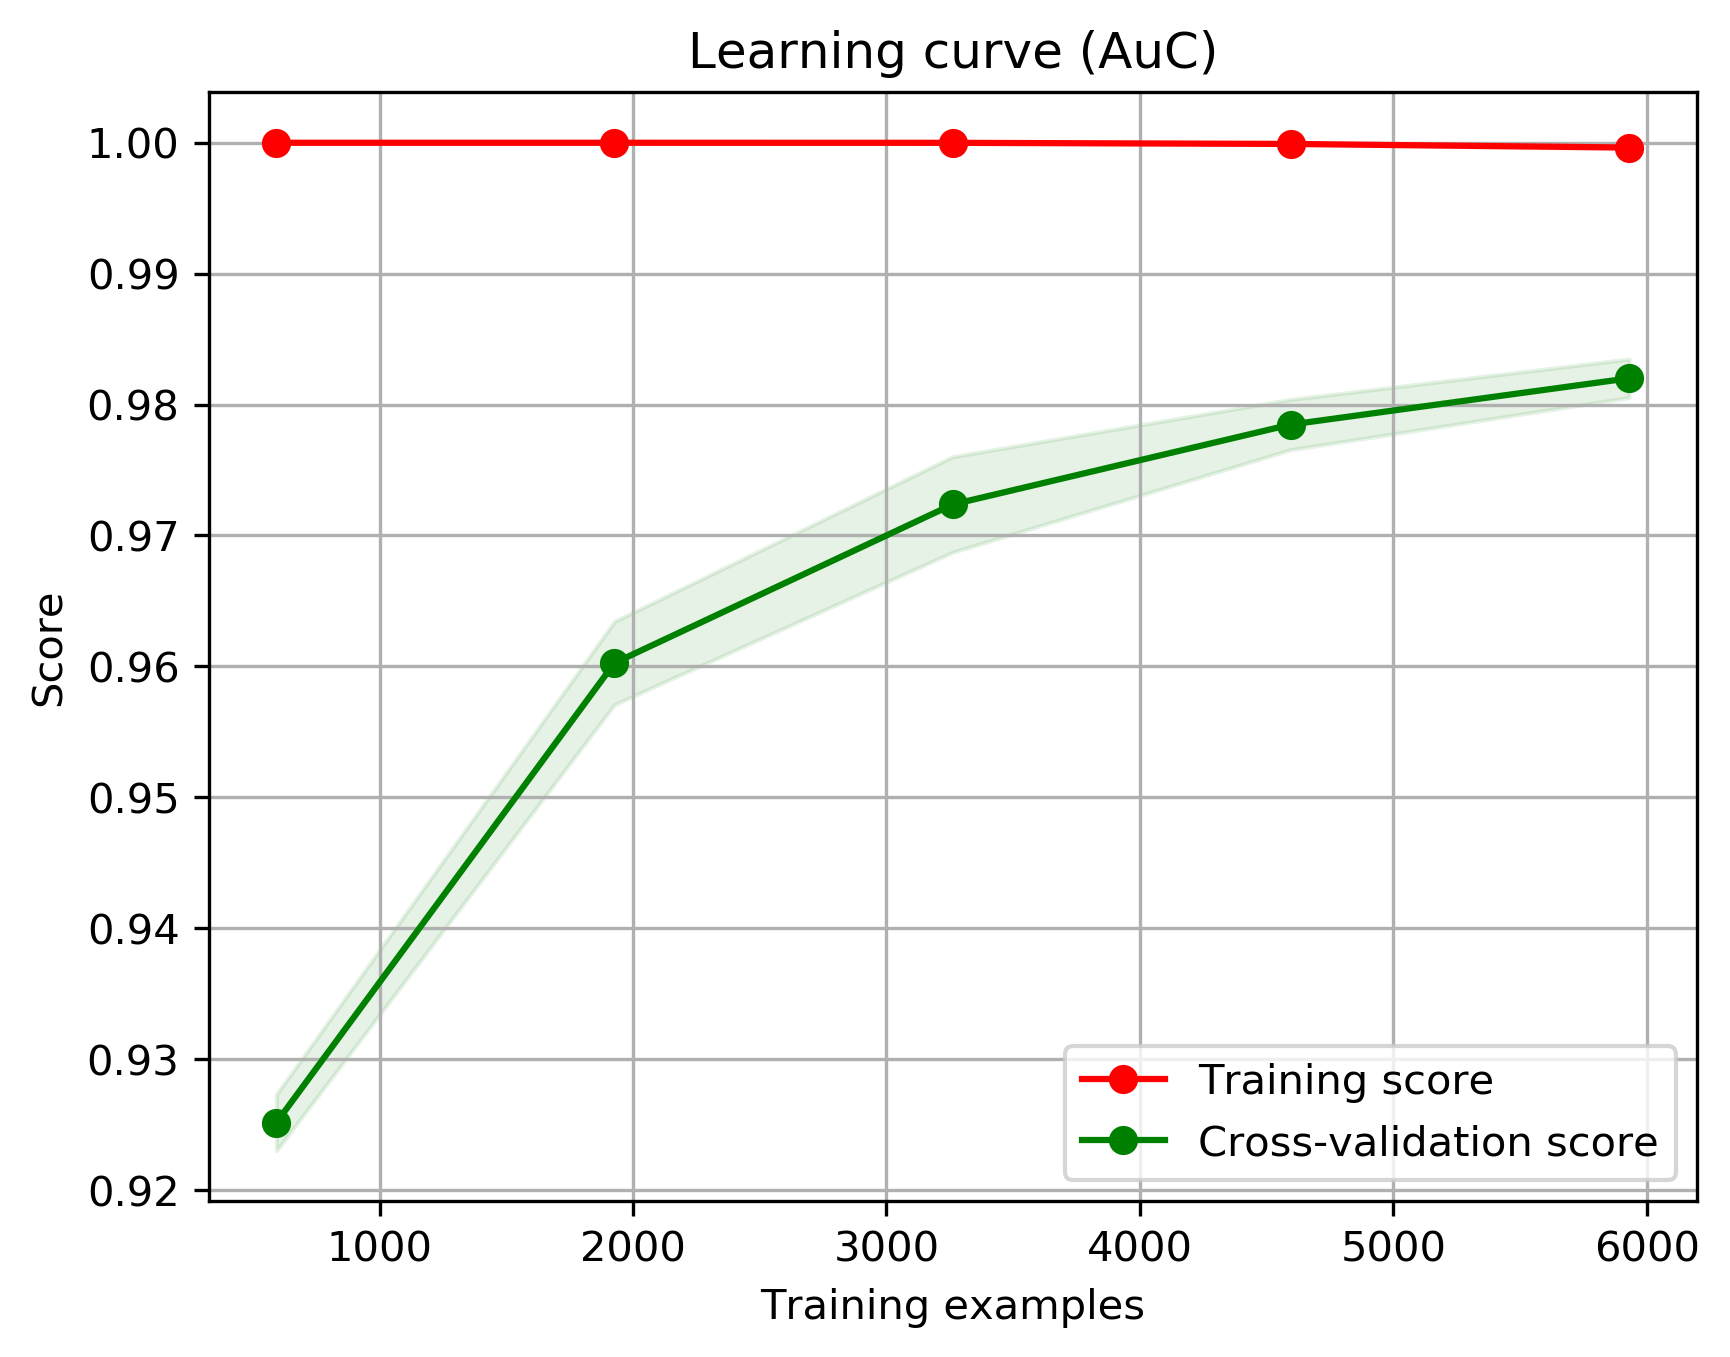 Learning curve (AuC)
1.00
0.99
0.98
0.97
0.96
0.95
0.94
0.93
0.92
Score
Training score
Cross-validation score
1000 2000 3000 4000 5000 6000
Training examples